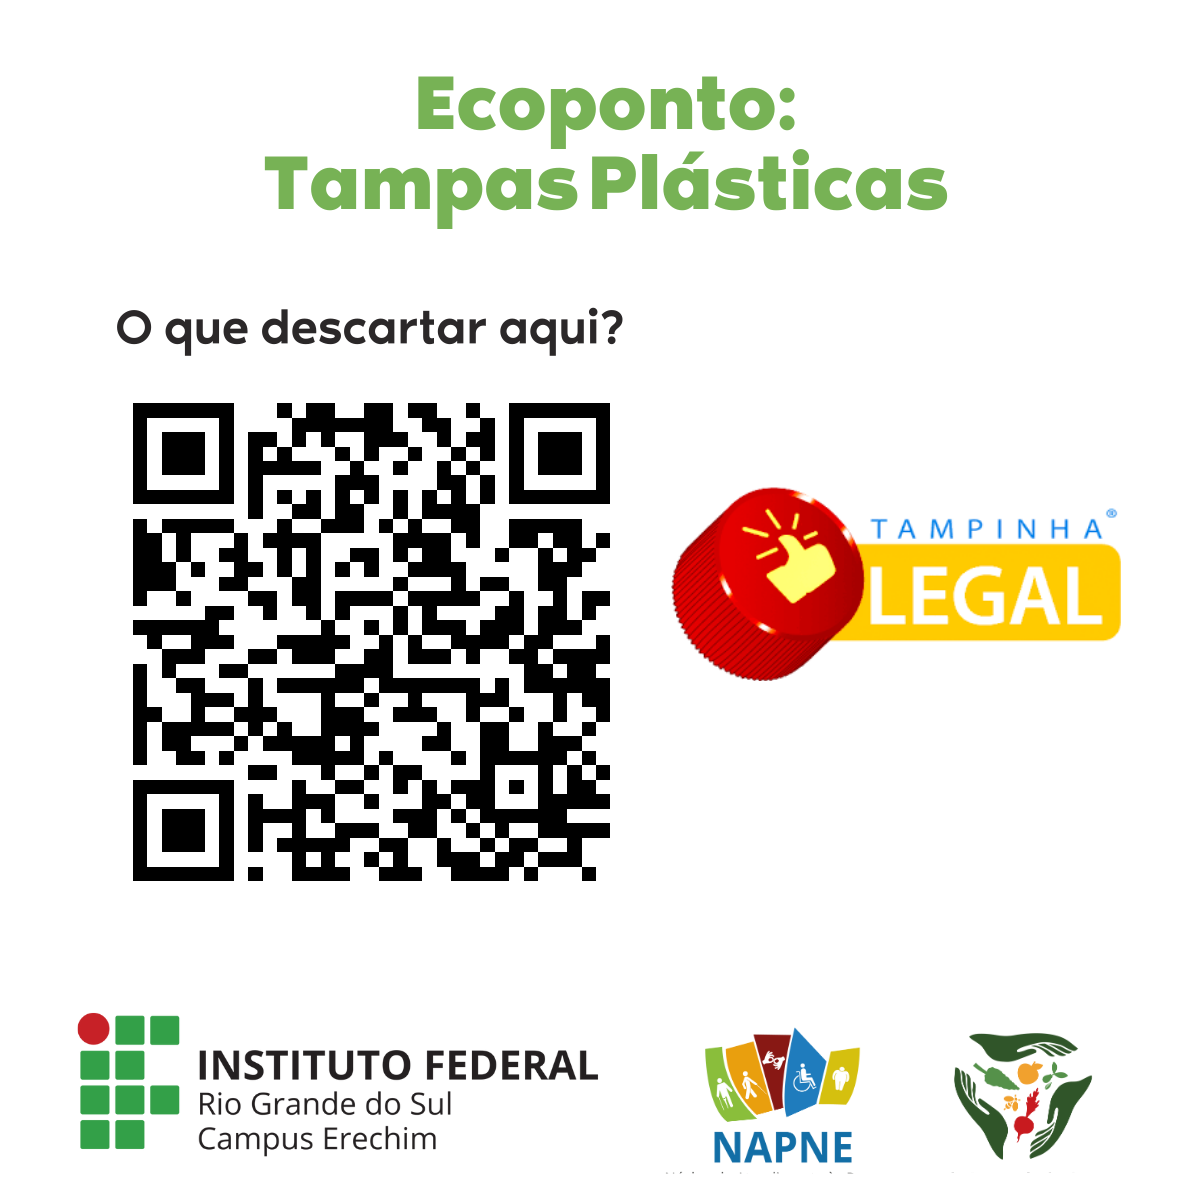 Ecoponto:
Tampas Plásticas
O que descartar aqui?
TAMPINHA®
LEGAL
INSTITUTO FEDERAL
Rio Grande do Sul
Campus Erechim
NAPNE